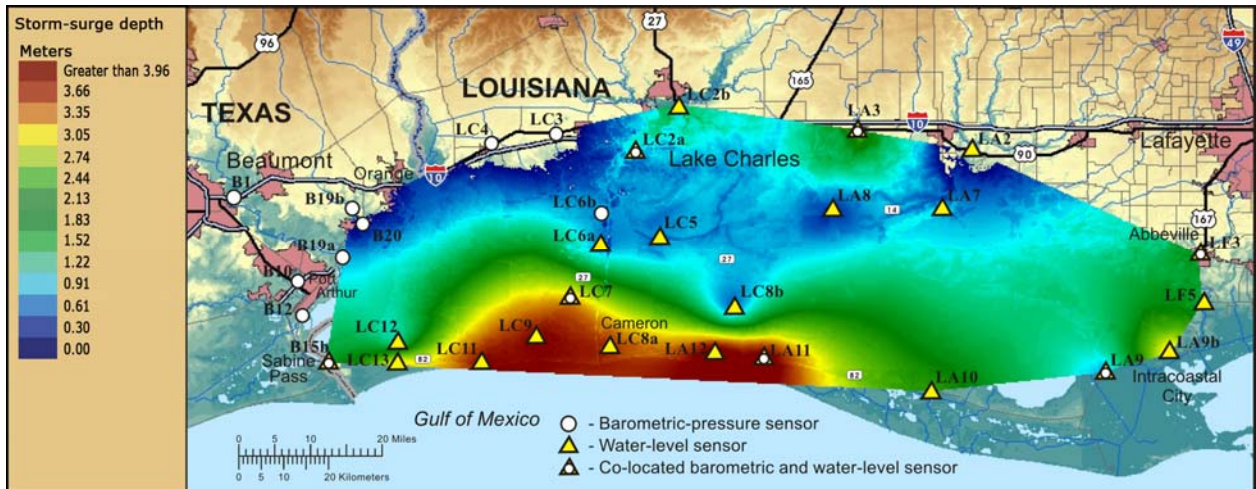 Storm-surge depth
Meters
Greater than 3.96
3.66
3.35
3.05
2.74
2.44
2.13
1.83
1.52
1.22
0.91
0.61
0.30
0.00
27
96
49
165
LOUISIANA
TEXAS
LC2b
LA3
10
LC3
LC4
LC2a
LA2
Lafayette
Lake Charles
90
Beaumont
Orange
10
B1
B19b
LC6b
LA8
LA7
14
167
B20
LC5
Abbeville
LC6a
LF3
B19a
27
B10
Port
Arthur
27
LC7
LC8b
LF5
B12
LC12
LC9
Cameron
LC8a
B15h
LA12
LA11
LA9b
Sabine
Pass
LC13
82
LC11
LA9
82
LA10
Intracoastal
City
Gulf of Mexico
- Barometric-pressure sensor
- Water-level sensor
- Co-located barometric and water-level sensor
0 5 10 20 Miles
0 5 10 20 Kilometers